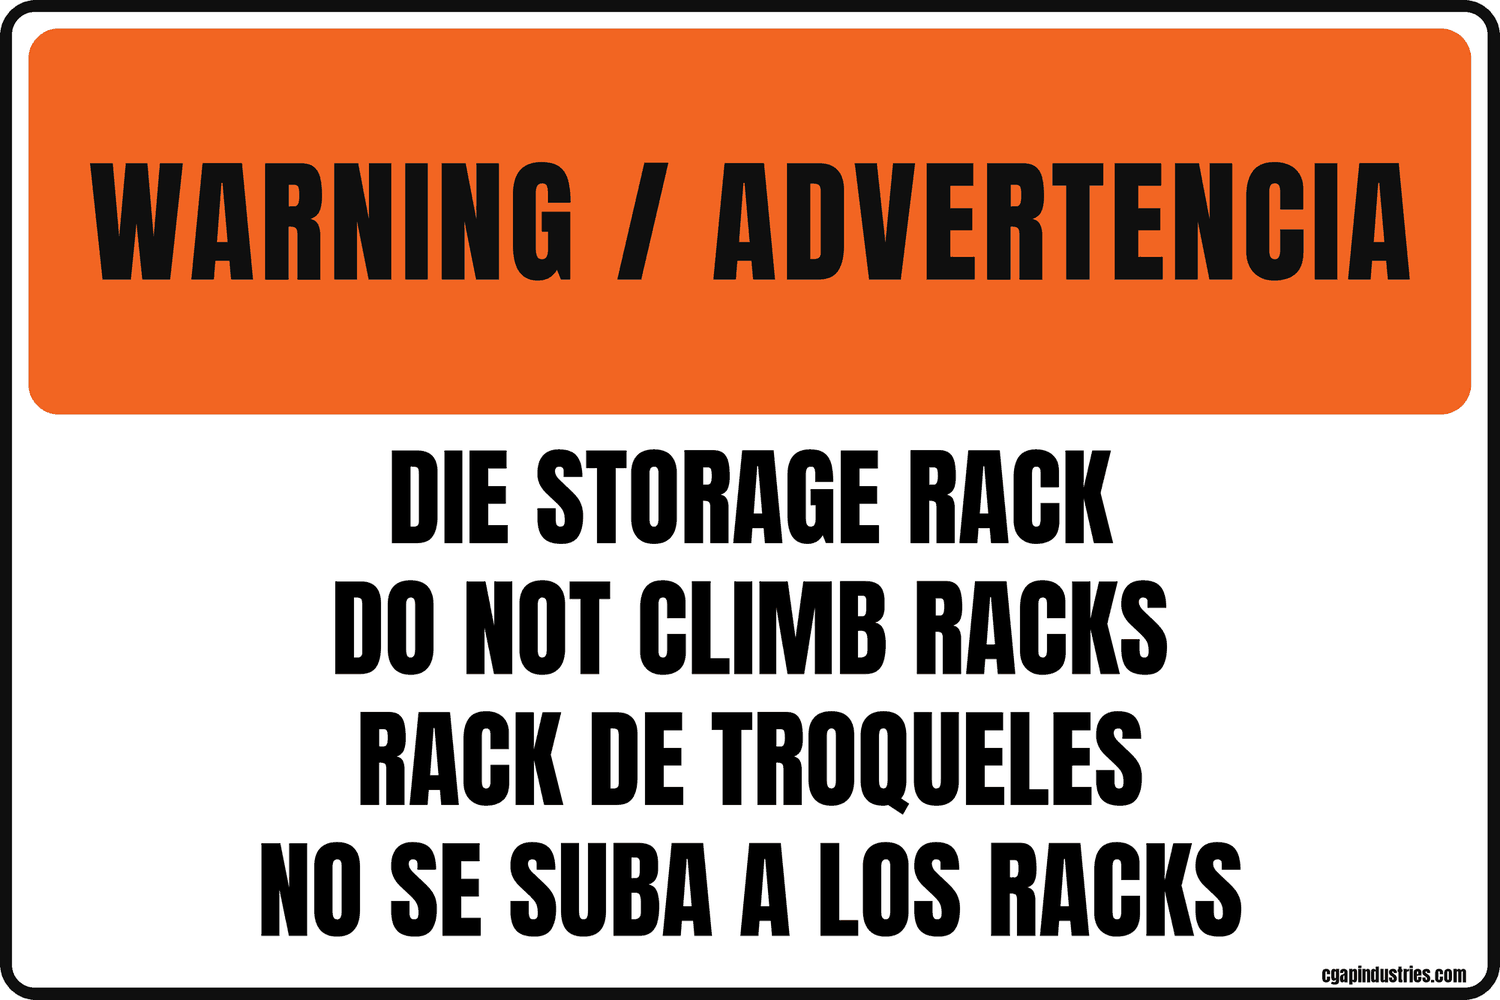 WARNING / ADVERTENCIA
DIE STORAGE RACK
DO NOT CLIMB RACKS
RACK DE TROQUELES
NO SE SUBA A LOS RACKS
cgapindustries.com